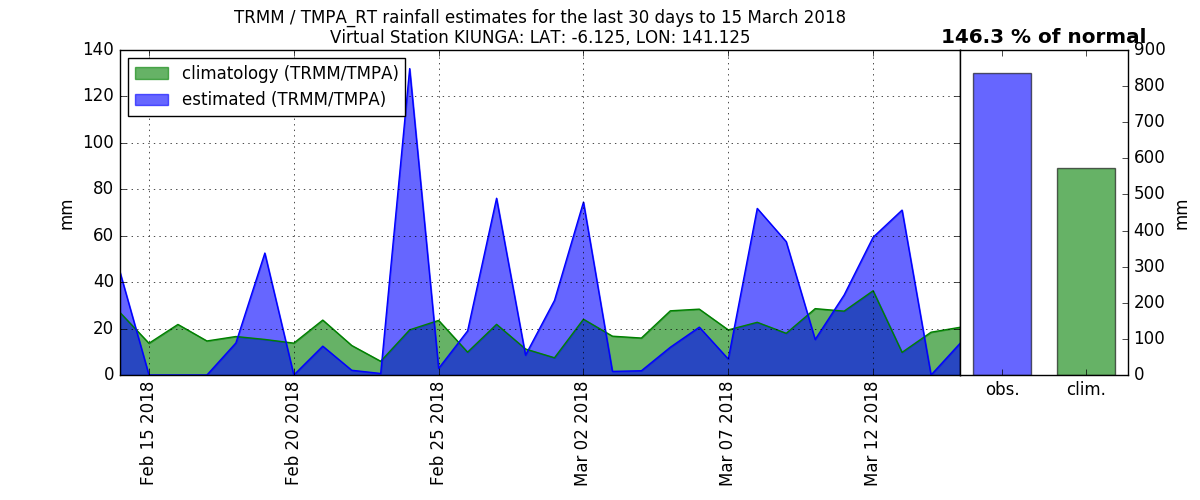 TRMM / TMPA_RT rainfall estimates for the last 30 days to 15 March 2018
Virtual Station KIUNGA: LAT: -6.125, LON: 141.125
146.3 % of normal
climatology (TRMM/TMPA)
estimated (TRMM/TMPA)
mm
140
120
100
80
60
40
20
0
Feb 15 2018
Feb 20 2018
Feb 25 2018
Mar 02 2018
Mar 07 2018
Mar 12 2018
900
800
700
600
500
400
300
200
100
0
mm
obs.
clim.